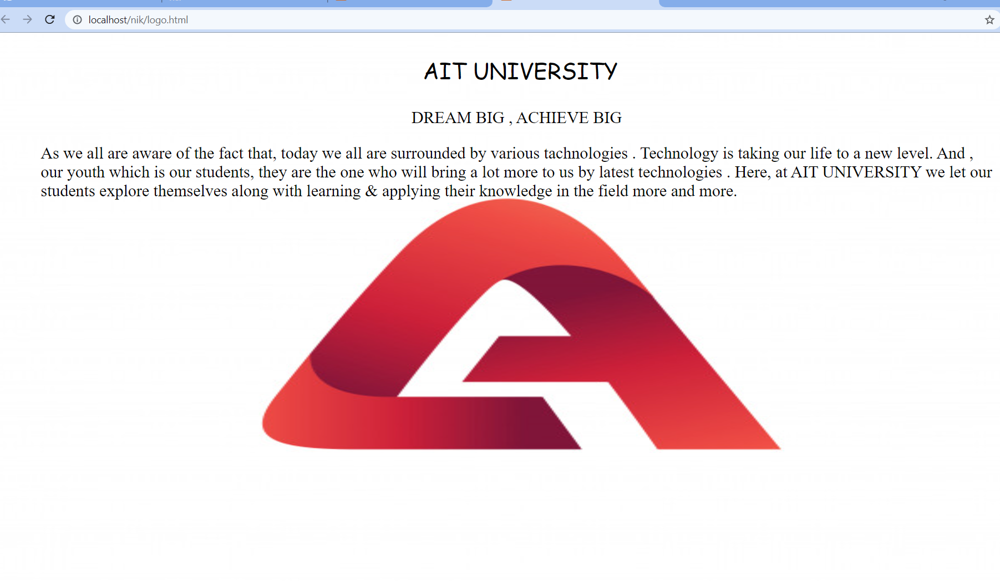 localhost/nik/logo.html
AIT UNIVERSITY
DREAM BIG , ACHIEVE BIG
As we all are aware of the fact that, today we all are surrounded by various tachnologies . Technology is taking our life to a new level. And ,
our youth which is our students, they are the one who will bring a lot more to us by latest technologies . Here, at AIT UNIVERSITY we let our
students explore themselves along with learning & applying their knowledge in the field more and more.